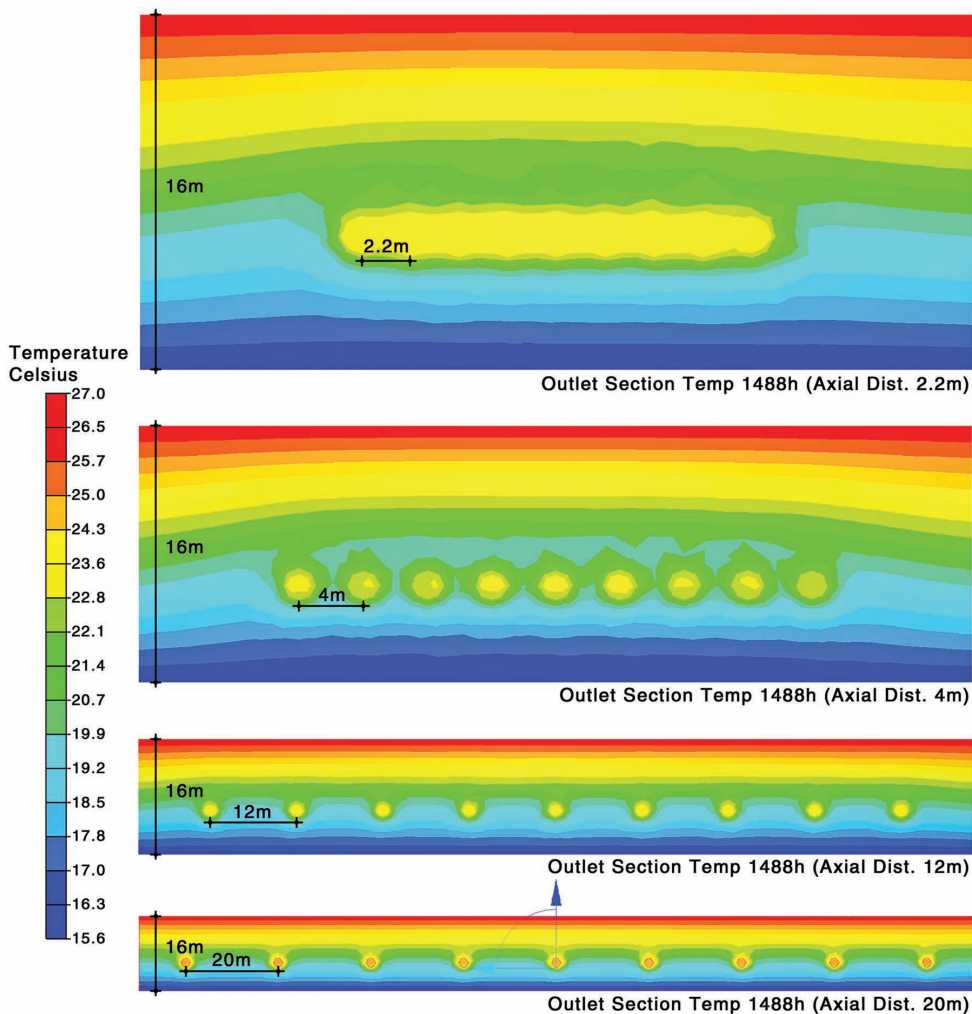 16m
2.2m
Outlet Section Temp 1488h (Axial Dist. 2.2m)
Temperature
Celsius
27.0
26.5
25.7
25.0
24.3
23.6
22.8
22.1
21.4
20.7
19.9
19.2
18.5
17.8
17.0
16.3
15.6
16m
4m
Outlet Section Temp 1488h (Axial Dist. 4m)
16m
12m
Outlet Section Temp 1488h (Axial Dist. 12m)
16m
20m
Outlet Section Temp 1488h (Axial Dist. 20m)